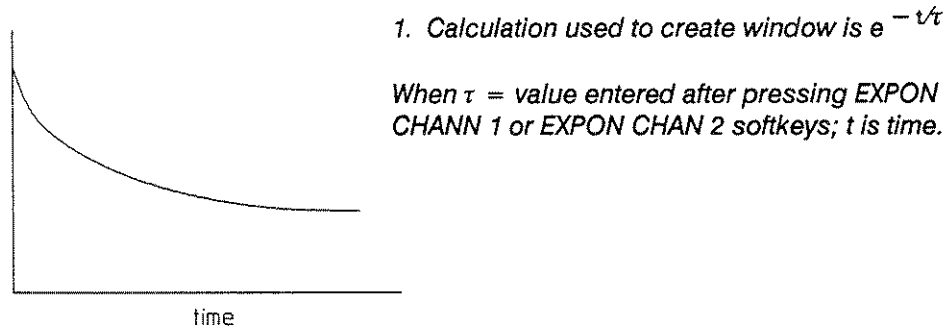 1. Calculation used to create window is e − t/τ
When τ = value entered after pressing EXPON
CHANN 1 or EXPON CHAN 2 softkeys; t is time.
time